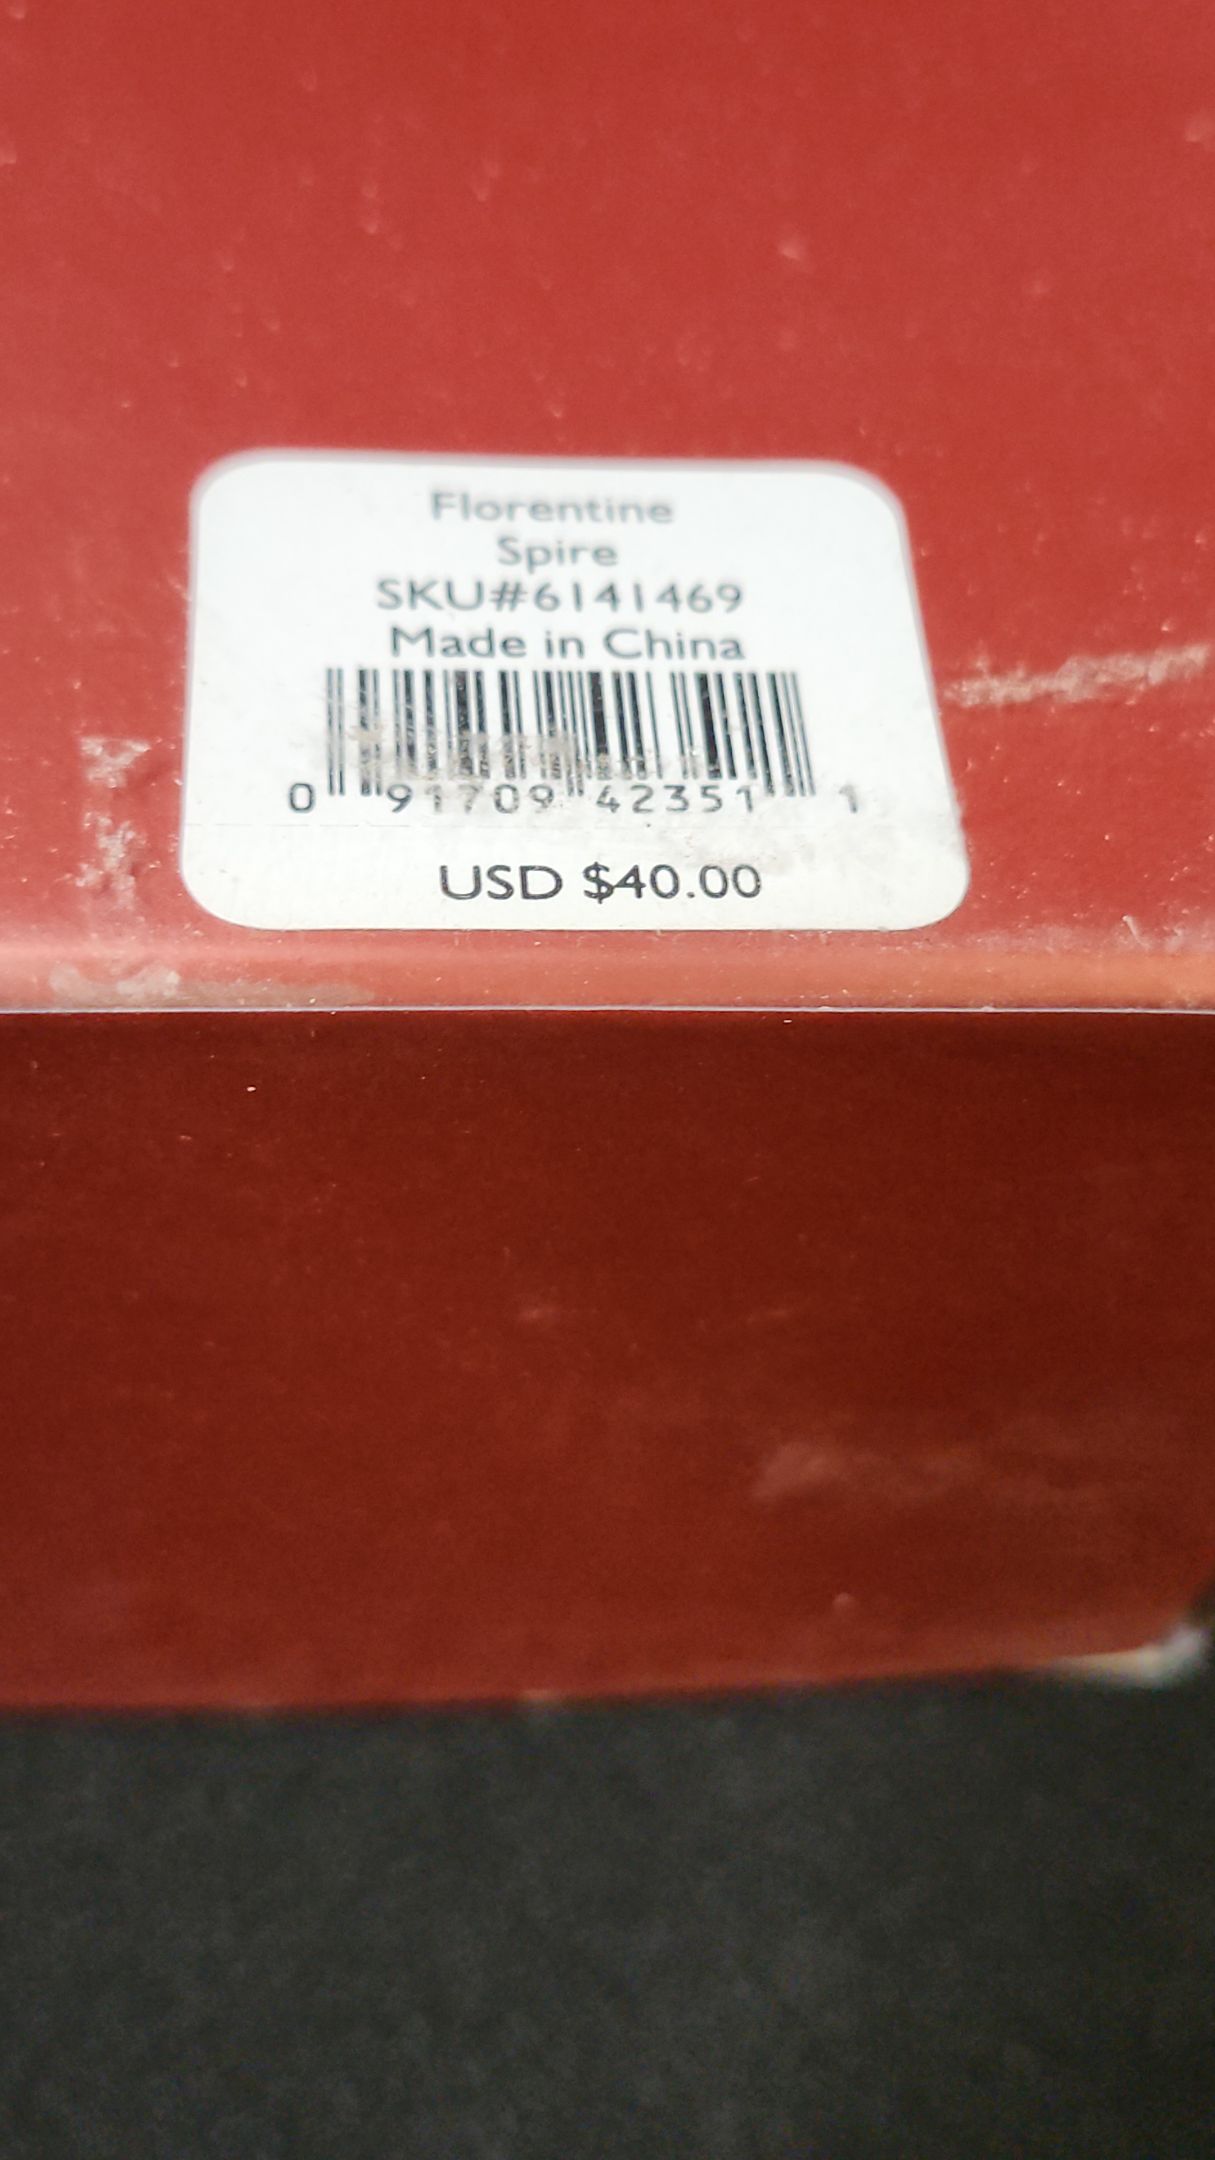 Florentine
Spire
SKU#6141469
Made in China
0 91709 42351 1
USD $40.00